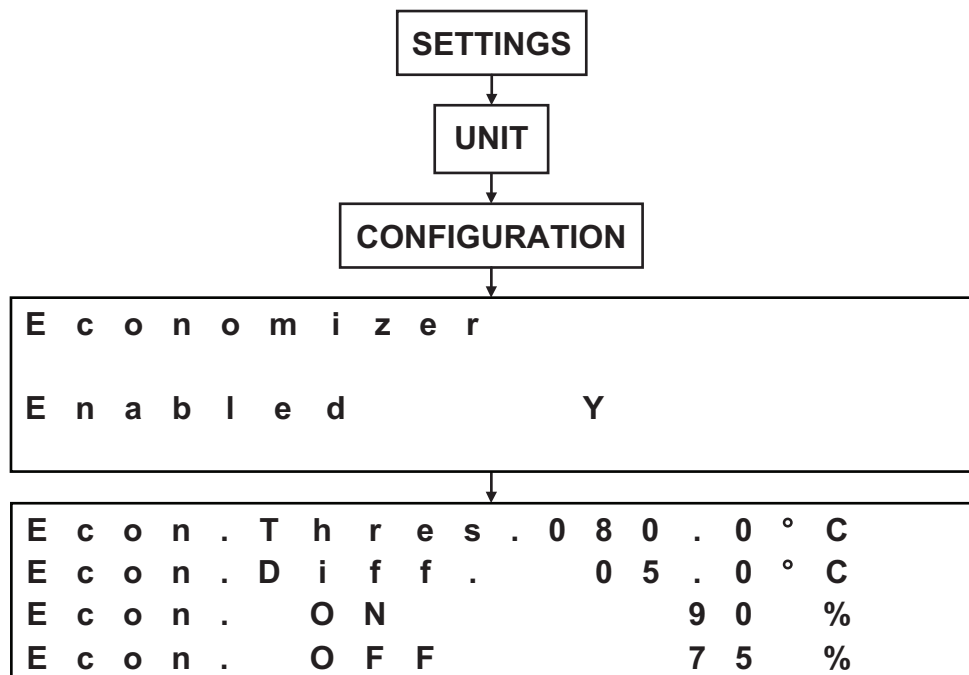 SETTINGS
UNIT
CONFIGURATION
Economizer
Enabled Y
Econ.Thres.080.0°C
Econ.Diff. 05.0°C
Econ. ON 90 %
Econ. OFF 75 %